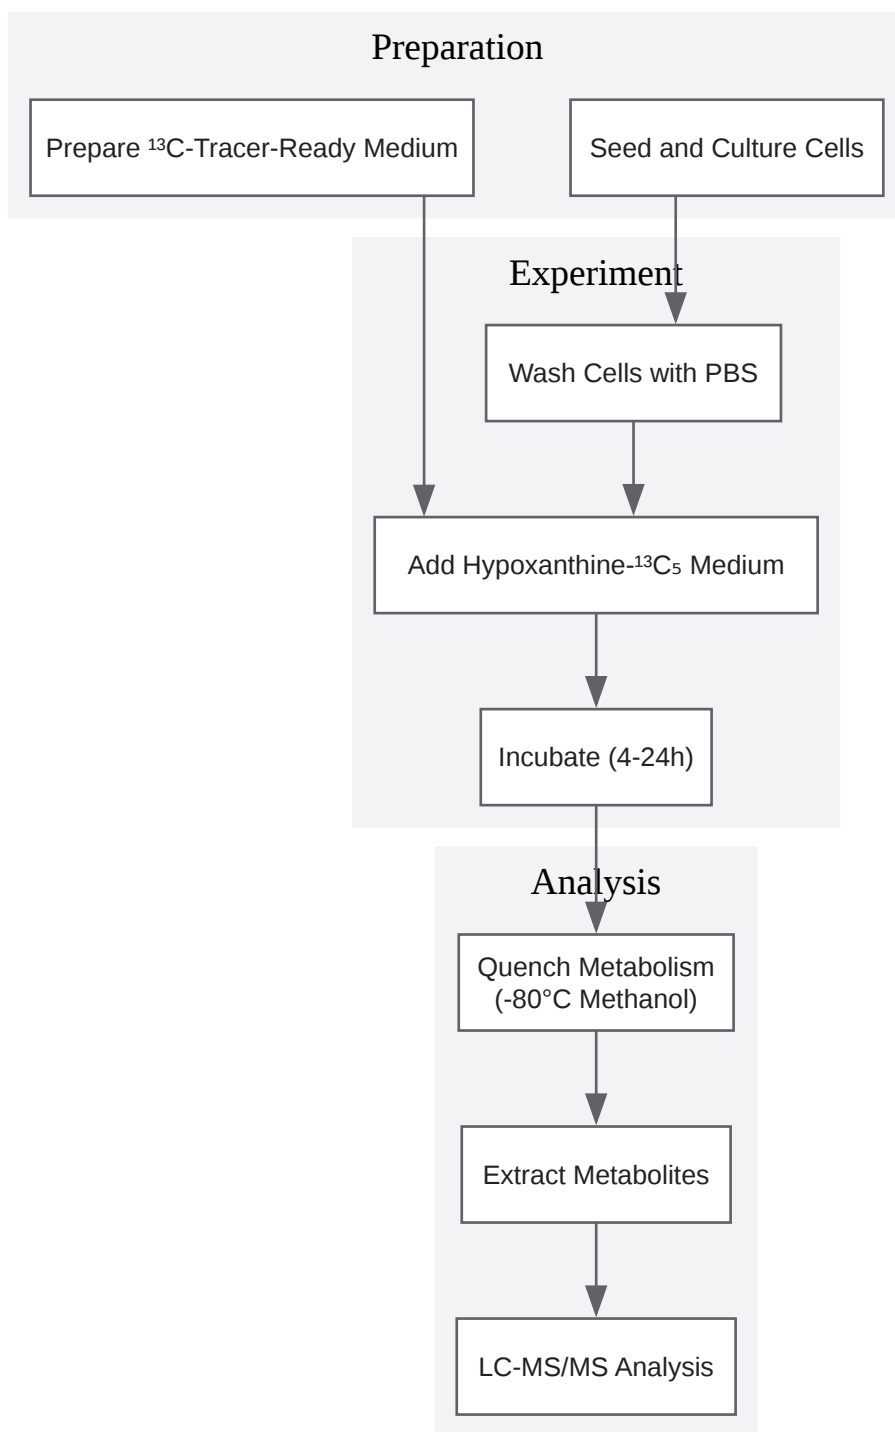 Preparation
Prepare ¹³C-Tracer-Ready Medium
Seed and Culture Cells
Experiment
Wash Cells with PBS
Add Hypoxanthine-¹³C₅ Medium
Incubate (4-24h)
Analysis
Quench Metabolism
(-80°C Methanol)
Extract Metabolites
LC-MS/MS Analysis